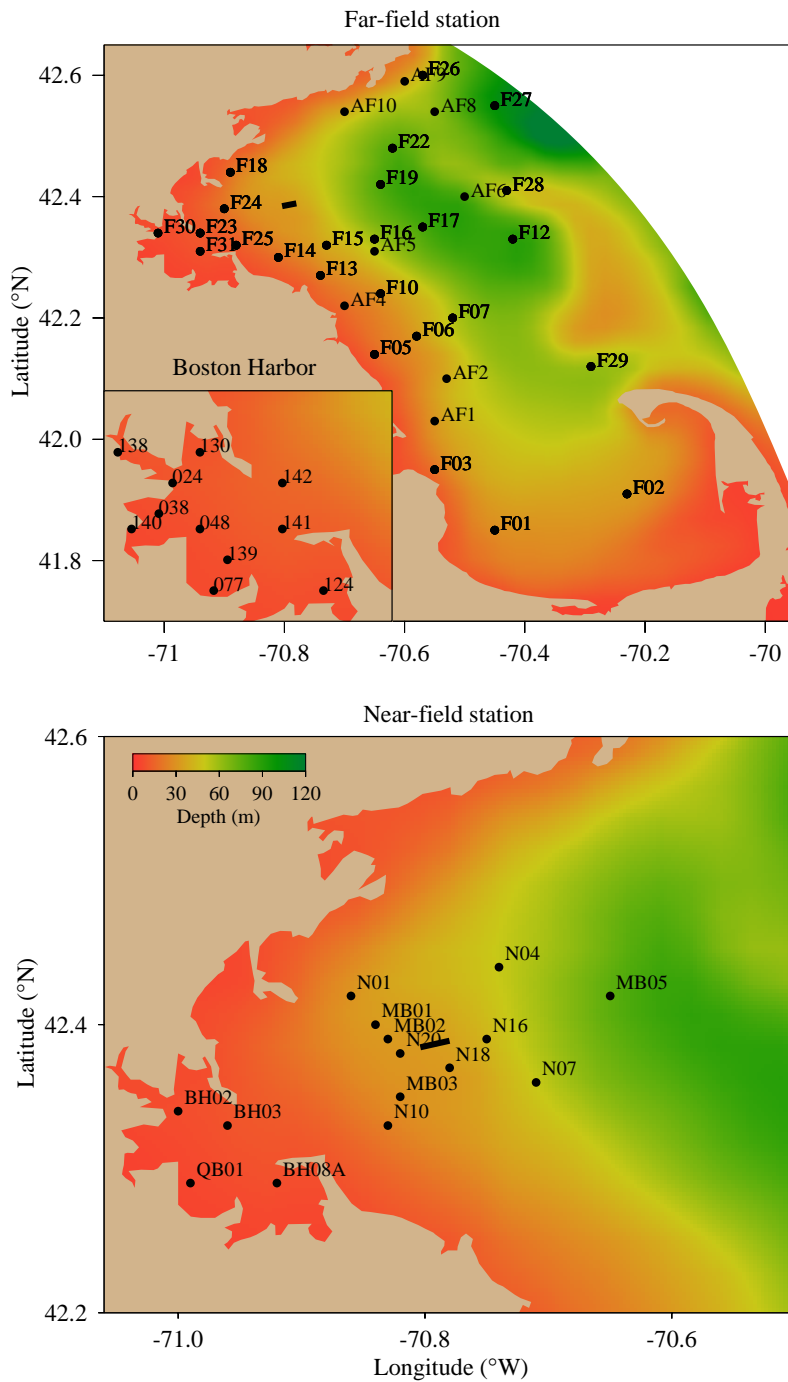 Far-field station
42.6
42.4
42.2
42.0
41.8
Latitude (°N)
F26
AF9
AF10
AF8
F27
F22
F18
F19
F28
AF6
F24
F30
F23
F17
F12
F16
F15
F25
F31
AF5
F14
F13
F10
AF4
F07
F06
F05
F29
AF2
AF1
F03
F02
F01
Boston Harbor
138
130
024
142
038
140
048
141
139
077
124
-71
-70.8
-70.6
-70.4
-70.2
-70
Near-field station
42.6
42.4
42.2
Latitude (°N)
0
30
60
90
120
Depth (m)
N04
N01
MB05
MB01
MB02
N20
N16
N18
N07
MB03
BH02
BH03
N10
QB01
BH08A
-71.0
-70.8
-70.6
Longitude (°W)